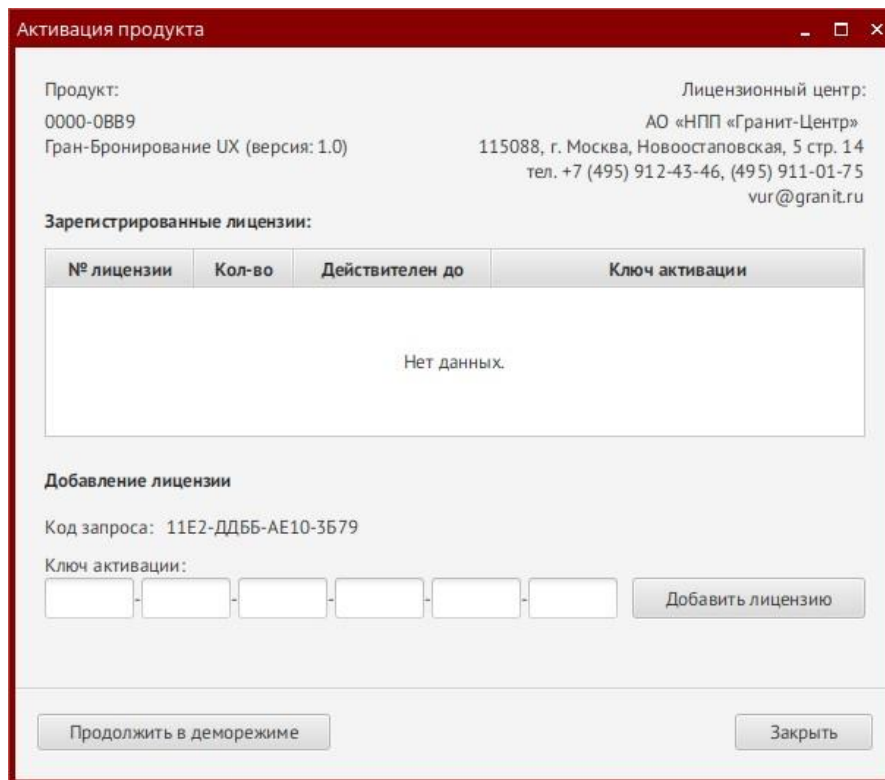 Активация продукта
Продукт:
0000-0BB9
Гран-Бронирование UX (версия: 1.0)
Лицензионный центр:
АО «НПП «Гранит-Центр»
115088, г. Москва, Новоостаповская, 5 стр. 14
тел. +7 (495) 912-43-46, (495) 911-01-75
vur@granit.ru
Зарегистрированные лицензии:
№ лицензии Кол-во Действителен до Ключ активации
Нет данных.
Добавление лицензии
Код запроса: 11Е2-ДДББ-АЕ10-3Б79
Ключ активации:
- - - - - Добавить лицензию
Продолжить в деморежиме Закрыть